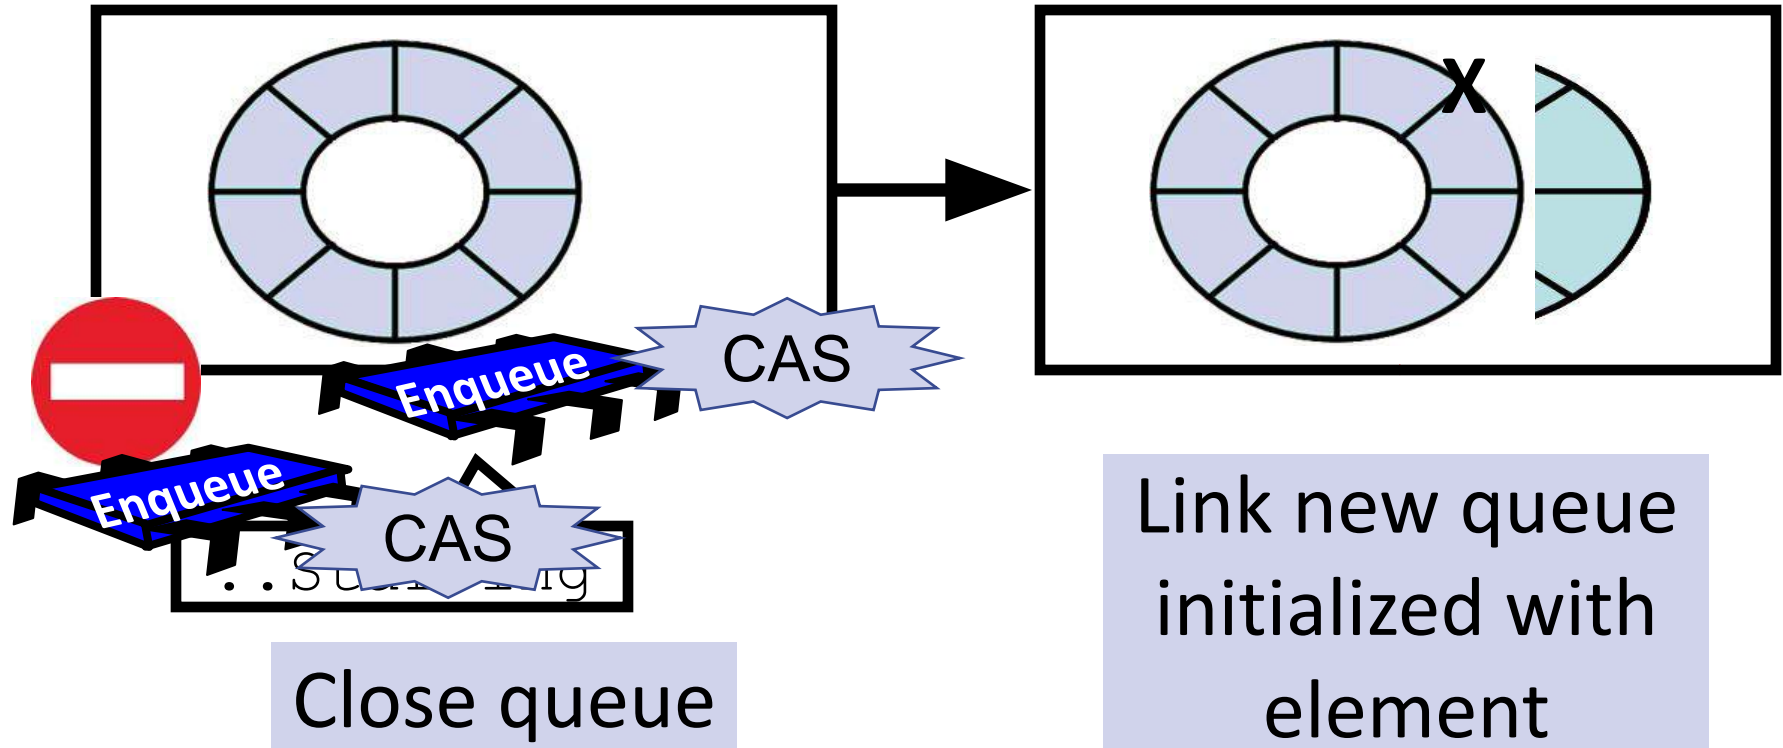 X
Enqueue
CAS
Enqueue
CAS
Close queue
Link new queue
initialized with
element